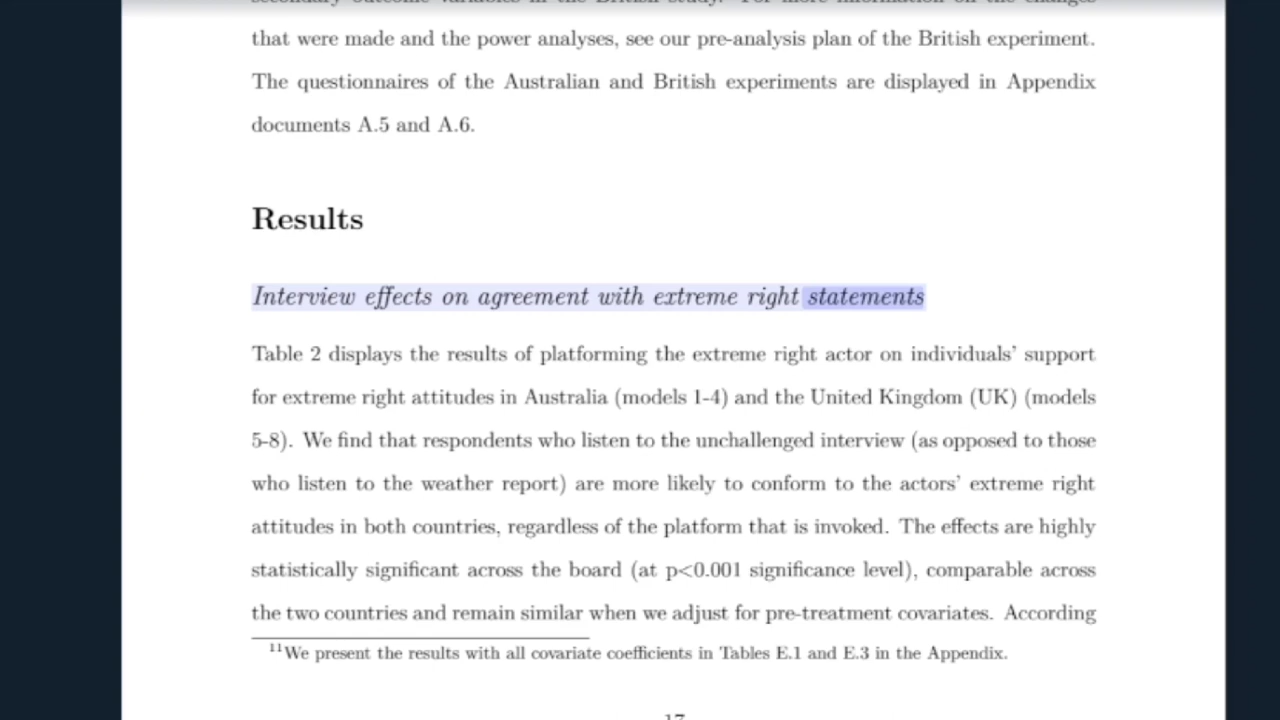 that were made and the power analyses, see our pre-analysis plan of the British experiment.
The questionnaires of the Australian and British experiments are displayed in Appendix
documents A.5 and A.6.
Results
Interview effects on agreement with extreme right statements
Table 2 displays the results of platforming the extreme right actor on individuals' support
for extreme right attitudes in Australia (models 1-4) and the United Kingdom (UK) (models
5-8). We find that respondents who listen to the unchallenged interview (as opposed to those
who listen to the weather report) are more likely to conform to the actors' extreme right
attitudes in both countries, regardless of the platform that is invoked. The effects are highly
statistically significant across the board (at p<0.001 significance level), comparable across
the two countries and remain similar when we adjust for pre-treatment covariates. According
11We present the results with all covariate coefficients in Tables E.1 and E.3 in the Appendix.
17